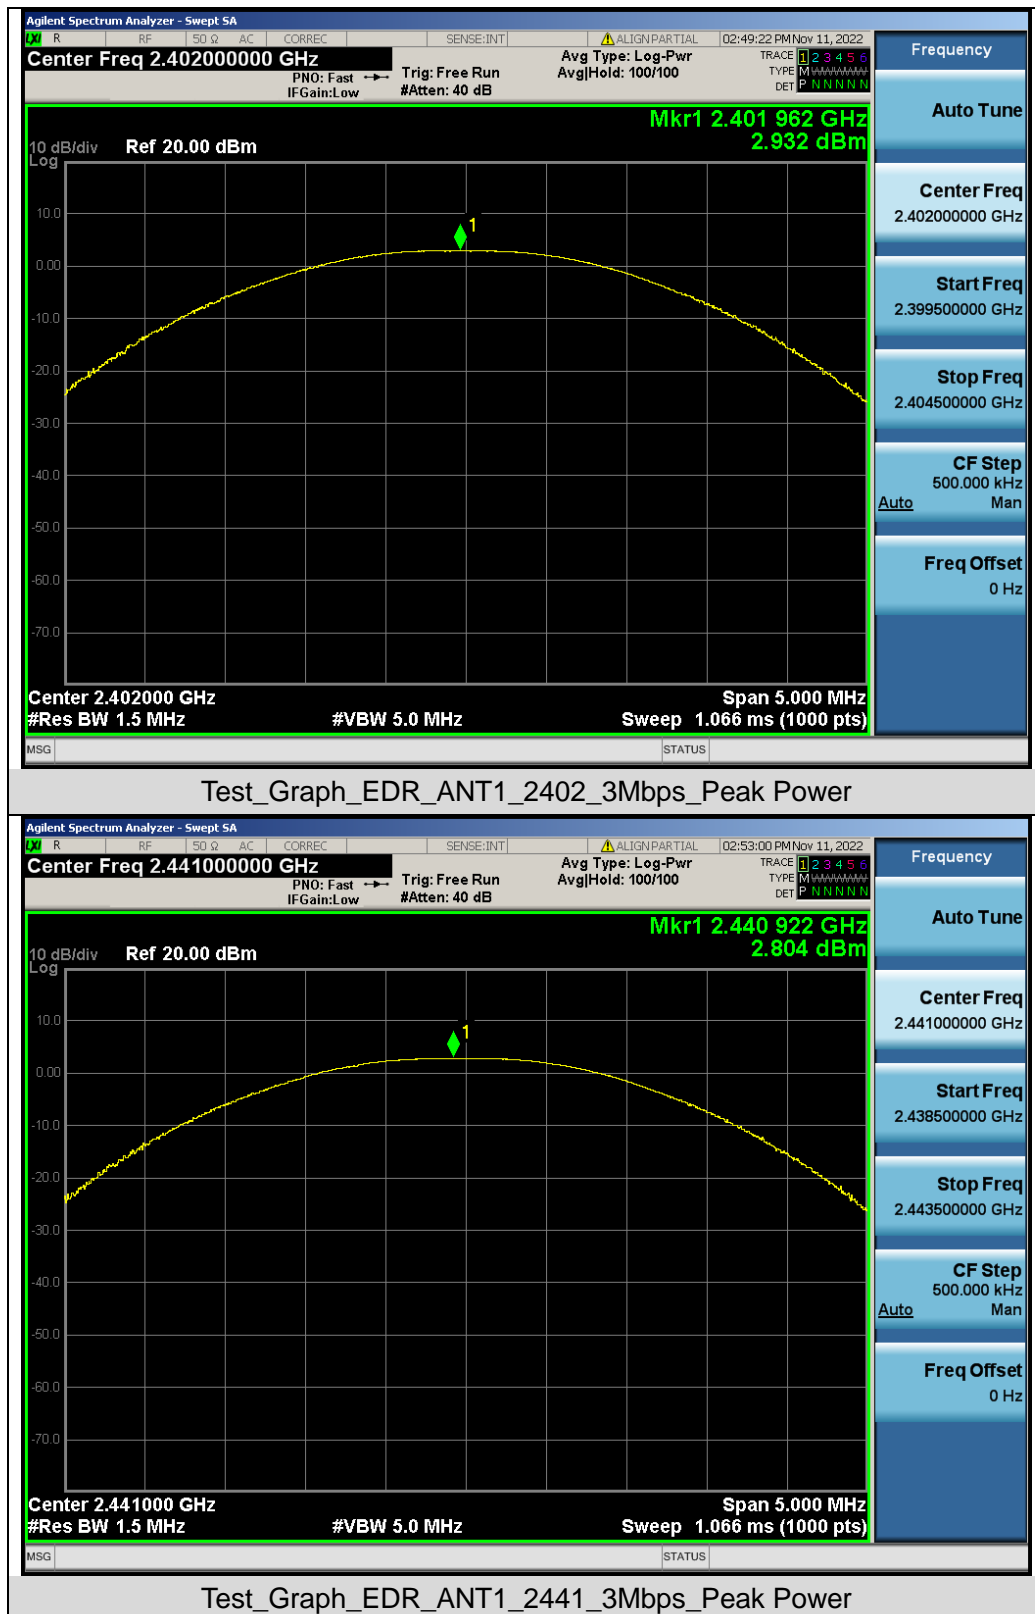 Agilent Spectrum Analyzer - Swept SA
LXI R RF 50 Ω AC CORREC SENSE:INT ALIGN PARTIAL 02:49:22 PM Nov 11, 2022
Center Freq 2.402000000 GHz
PNO: Fast
IFGain:Low
Trig: Free Run
#Atten: 40 dB
Avg Type: Log-Pwr
Avg|Hold: 100/100
TRACE 1 2 3 4 5 6
TYPE M
DET P N N N N N
Mkr1 2.401 962 GHz
2.932 dBm
10 dB/div Ref 20.00 dBm
Log
1
10.0
0.00
-10.0
-20.0
-30.0
-40.0
-50.0
-60.0
-70.0
Center 2.402000 GHz Span 5.000 MHz
#Res BW 1.5 MHz #VBW 5.0 MHz Sweep 1.066 ms (1000 pts)
MSG STATUS
Frequency
Auto Tune
Center Freq
2.402000000 GHz
Start Freq
2.399500000 GHz
Stop Freq
2.404500000 GHz
CF Step
500.000 kHz
Auto Man
Freq Offset
0 Hz
Test_Graph_EDR_ANT1_2402_3Mbps_Peak Power
Agilent Spectrum Analyzer - Swept SA
LXI R RF 50 Ω AC CORREC SENSE:INT ALIGN PARTIAL 02:53:00 PM Nov 11, 2022
Center Freq 2.441000000 GHz
PNO: Fast
IFGain:Low
Trig: Free Run
#Atten: 40 dB
Avg Type: Log-Pwr
Avg|Hold: 100/100
TRACE 1 2 3 4 5 6
TYPE M
DET P N N N N N
Mkr1 2.440 922 GHz
2.804 dBm
10 dB/div Ref 20.00 dBm
Log
1
10.0
0.00
-10.0
-20.0
-30.0
-40.0
-50.0
-60.0
-70.0
Center 2.441000 GHz Span 5.000 MHz
#Res BW 1.5 MHz #VBW 5.0 MHz Sweep 1.066 ms (1000 pts)
MSG STATUS
Frequency
Auto Tune
Center Freq
2.441000000 GHz
Start Freq
2.438500000 GHz
Stop Freq
2.443500000 GHz
CF Step
500.000 kHz
Auto Man
Freq Offset
0 Hz
Test_Graph_EDR_ANT1_2441_3Mbps_Peak Power